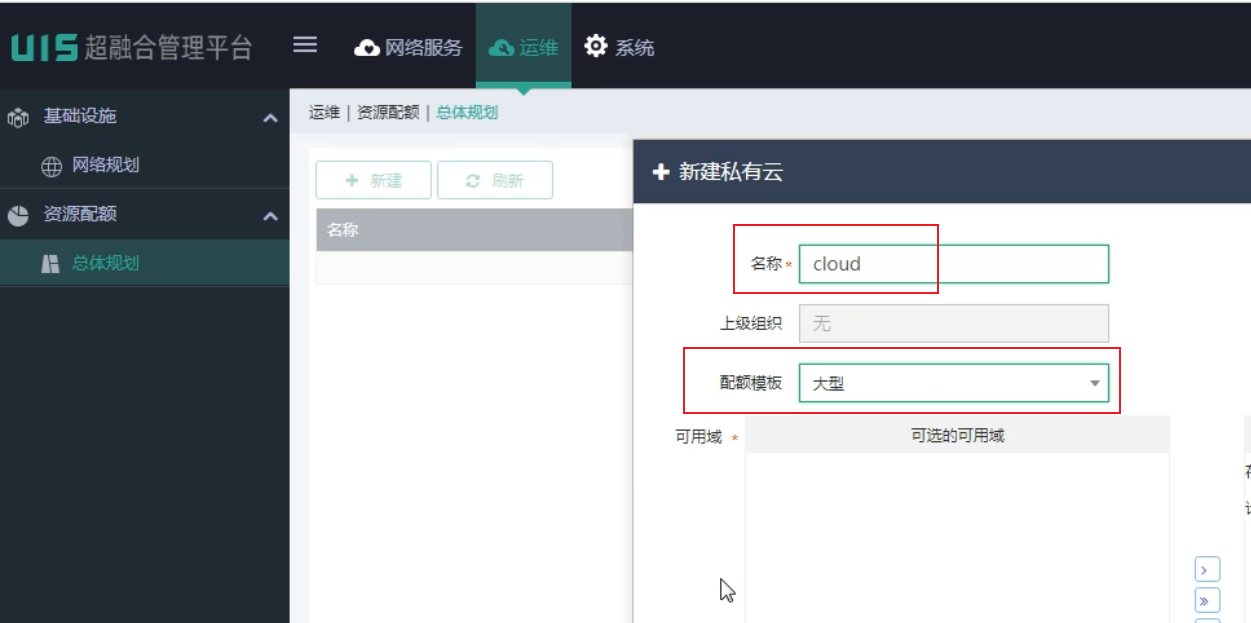 UIS 超融合管理平台
网络服务
运维
系统
基础设施
网络规划
资源配额
总体规划
运维 | 资源配额 | 总体规划
新建
刷新
名称
新建私有云
名称 * cloud
上级组织 无
配额模板 大型
可用域 *
可选的可用域